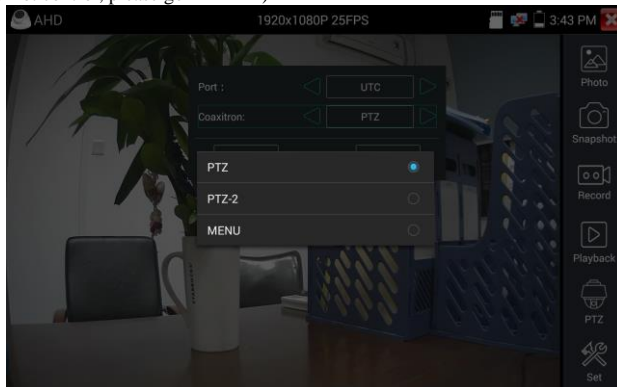 AHD 1920x1080P 25FPS 3:43 PM
Port : UTC
Coaxitron: PTZ
PTZ
PTZ-2
MENU
Photo
Snapshot
Record
Playback
PTZ
Set